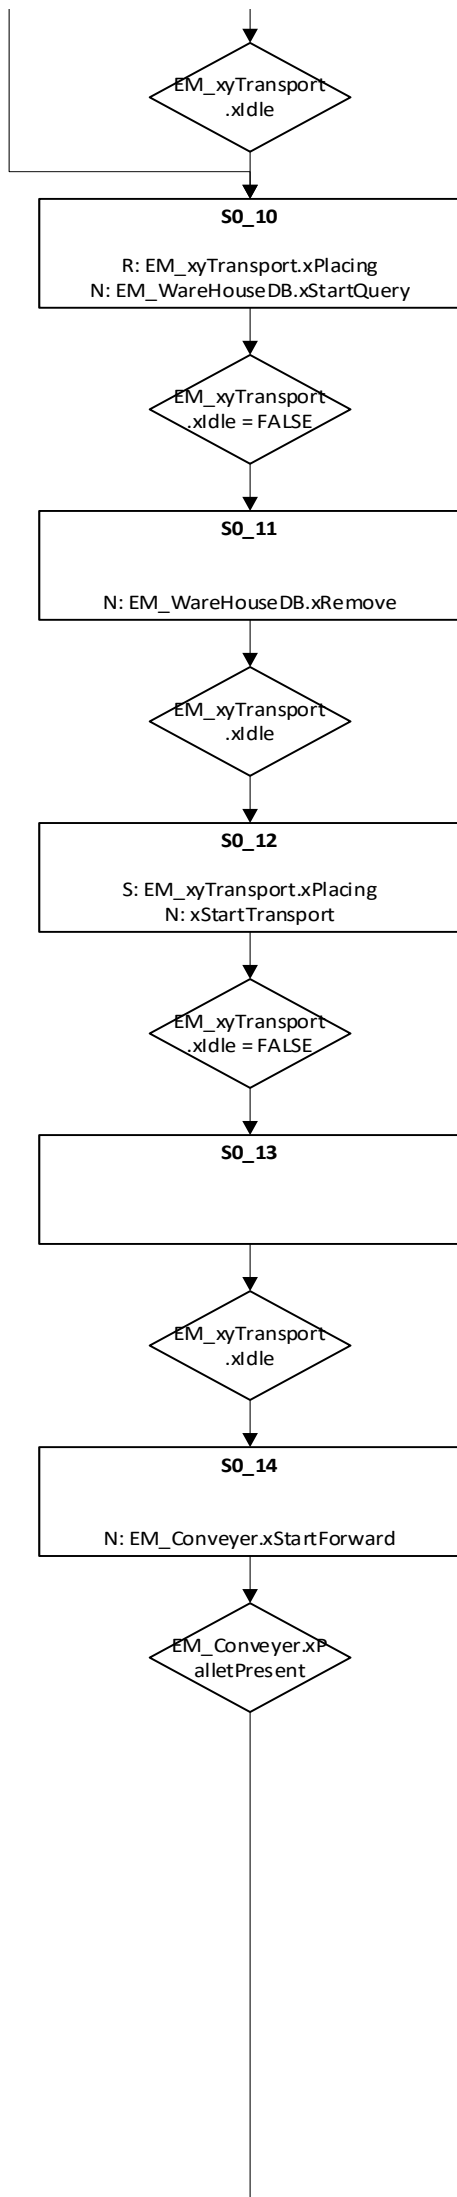 EM_xyTransport
.xIdle
S0_10
R: EM_xyTransport.xPlacing
N: EM_WareHouseDB.xStartQuery
EM_xyTransport
.xIdle = FALSE
S0_11
N: EM_WareHouseDB.xRemove
EM_xyTransport
.xIdle
S0_12
S: EM_xyTransport.xPlacing
N: xStartTransport
EM_xyTransport
.xIdle = FALSE
S0_13
EM_xyTransport
.xIdle
S0_14
N: EM_Conveyer.xStartForward
EM_Conveyer.xP
alletPresent